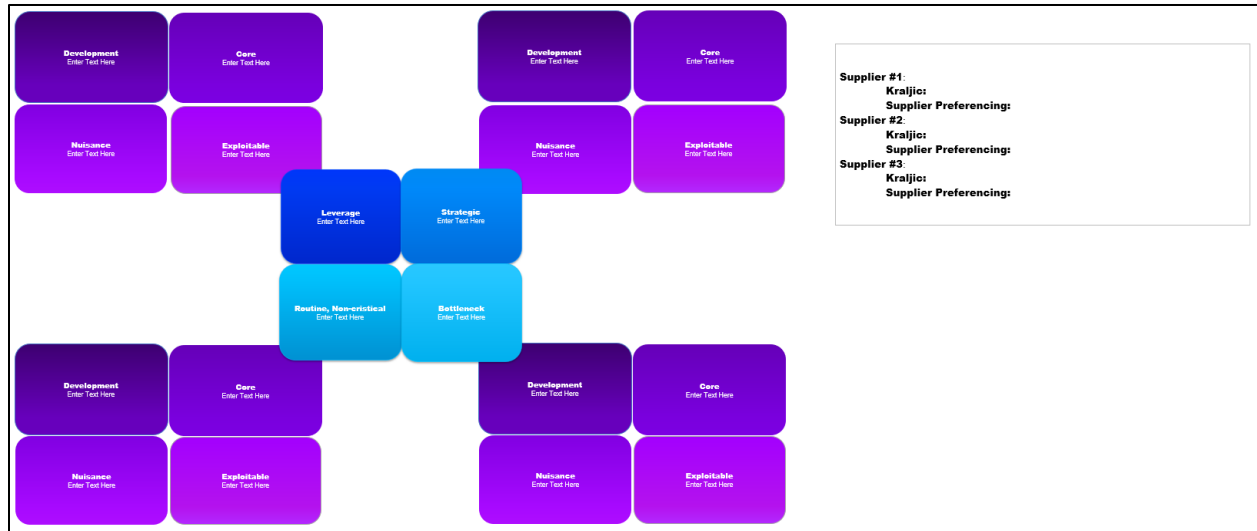 Development
Enter Text Here
Core
Enter Text Here
Nuisance
Enter Text Here
Exploitable
Enter Text Here
Development
Enter Text Here
Core
Enter Text Here
Nuisance
Enter Text Here
Exploitable
Enter Text Here
Supplier #1:
Kraljic:
Supplier Preferencing:
Supplier #2:
Kraljic:
Supplier Preferencing:
Supplier #3:
Kraljic:
Supplier Preferencing:
Leverage
Enter Text Here
Strategic
Enter Text Here
Routine, Non-cristical
Enter Text Here
Bottleneck
Enter Text Here
Development
Enter Text Here
Core
Enter Text Here
Nuisance
Enter Text Here
Exploitable
Enter Text Here
Development
Enter Text Here
Core
Enter Text Here
Nuisance
Enter Text Here
Exploitable
Enter Text Here